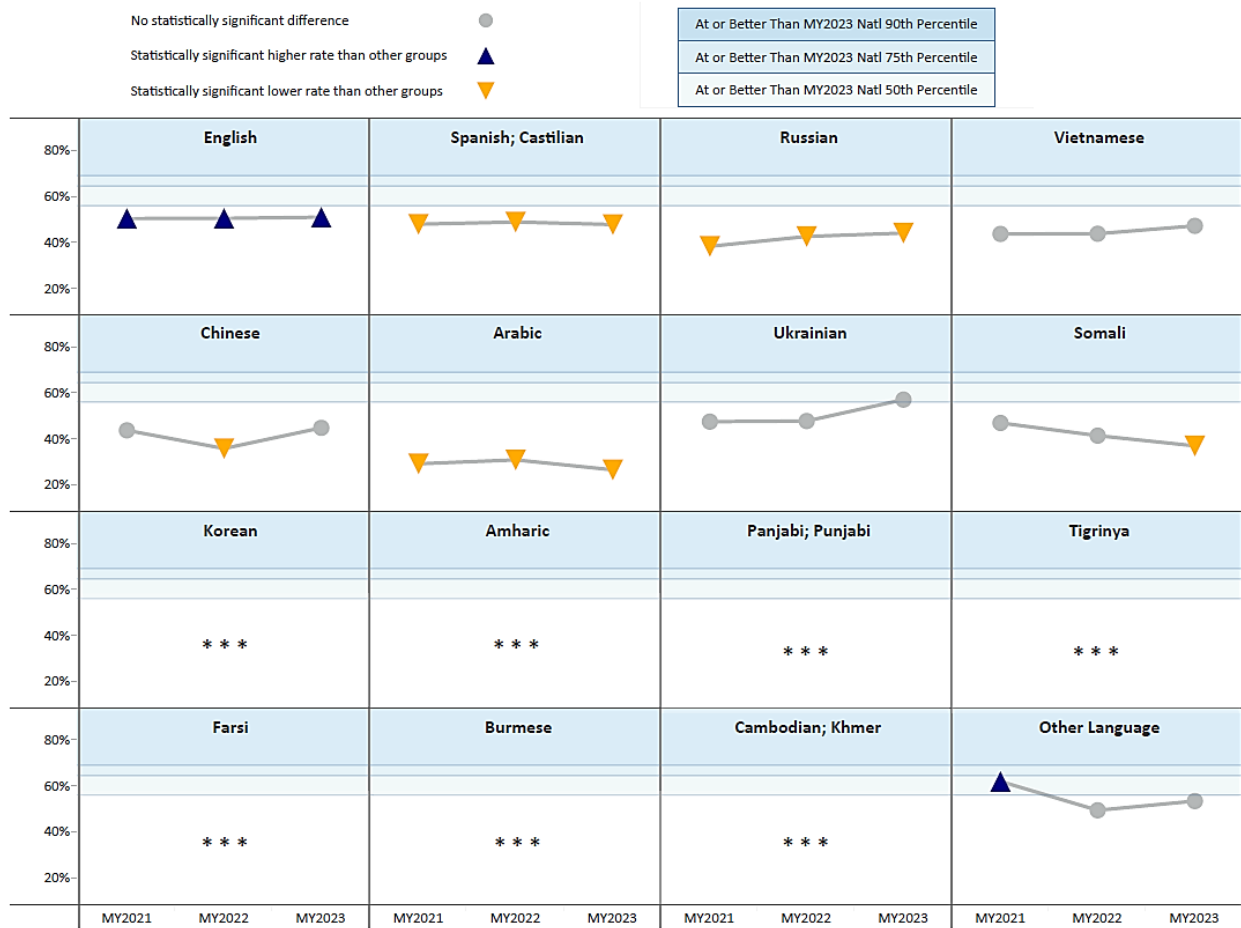 No statistically significant difference
Statistically significant higher rate than other groups
Statistically significant lower rate than other groups
At or Better Than MY2023 Natl 90th Percentile
At or Better Than MY2023 Natl 75th Percentile
At or Better Than MY2023 Natl 50th Percentile
English Spanish; Castilian Russian Vietnamese
80%
60%
40%
20%
Chinese Arabic Ukrainian Somali
80%
60%
40%
20%
Korean Amharic Panjabi; Punjabi Tigrinya
80%
60%
40%
* * * * * * * * * * * *
20%
Farsi Burmese Cambodian; Khmer Other Language
80%
60%
40%
* * * * * * * * *
20%
MY2021 MY2022 MY2023 MY2021 MY2022 MY2023 MY2021 MY2022 MY2023 MY2021 MY2022 MY2023